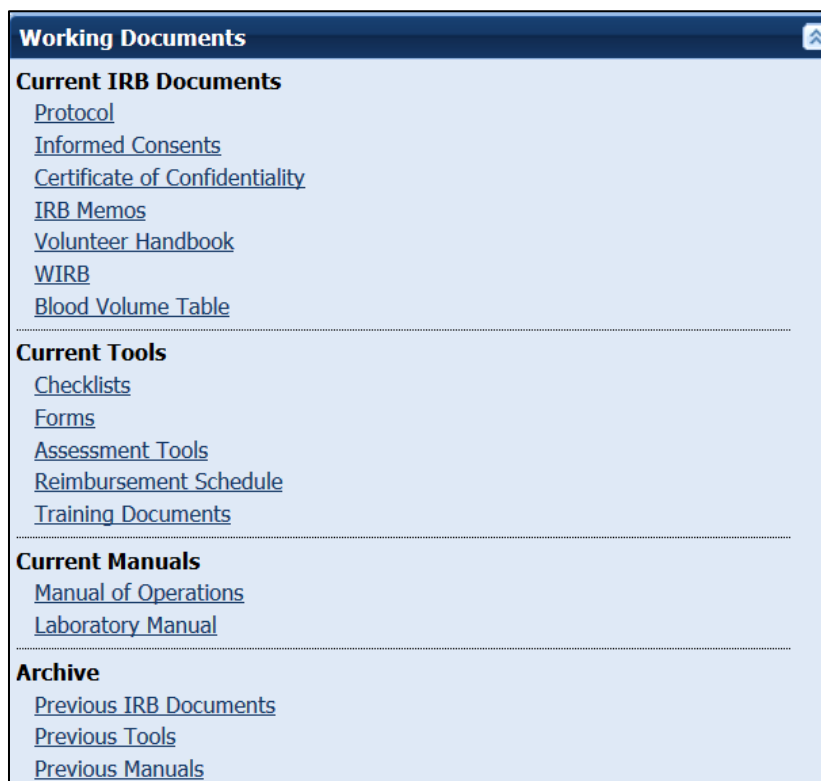 Working Documents
Current IRB Documents
Protocol
Informed Consents
Certificate of Confidentiality
IRB Memos
Volunteer Handbook
WIRB
Blood Volume Table
Current Tools
Checklists
Forms
Assessment Tools
Reimbursement Schedule
Training Documents
Current Manuals
Manual of Operations
Laboratory Manual
Archive
Previous IRB Documents
Previous Tools
Previous Manuals